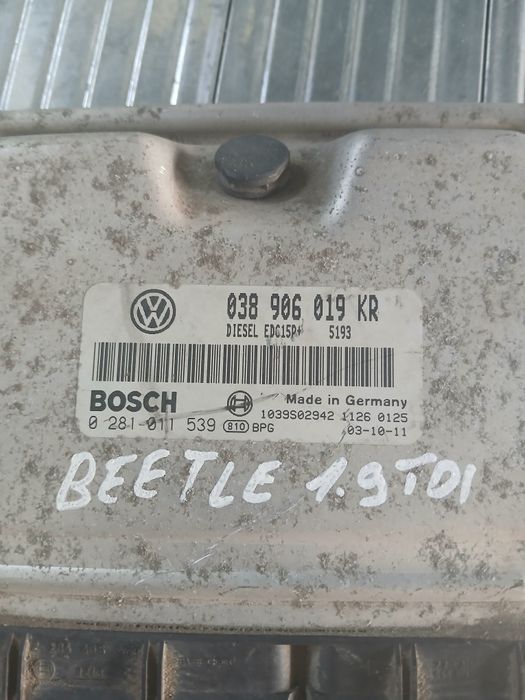 038 906 019 KR
DIESEL EDC15P+ 5193
BOSCH
Made in Germany
1039S02942 1126 0125
0 281-011 539 810 BPG 03-10-11
BEETLE 1.9TDI